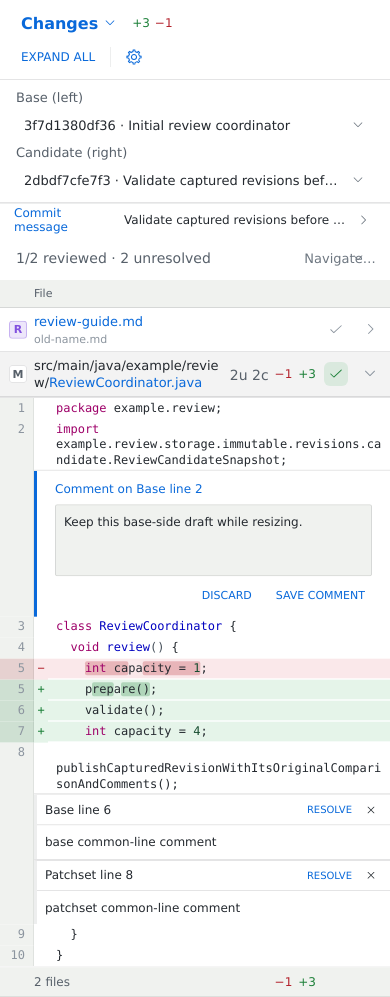 Changes +3 −1
EXPAND ALL
Base (left)
3f7d1380df36 · Initial review coordinator
Candidate (right)
2dbdf7cfe7f3 · Validate captured revisions bef…
Commit
message
Validate captured revisions before …
1/2 reviewed · 2 unresolved Navigate…
File
R review-guide.md
old-name.md
M src/main/java/example/revie
w/ReviewCoordinator.java 2u 2c −1 +3
1 package example.review;
2 import
example.review.storage.immutable.revisions.ca
ndidate.ReviewCandidateSnapshot;
Comment on Base line 2
Keep this base-side draft while resizing.
DISCARD SAVE COMMENT
3 class ReviewCoordinator {
4 void review() {
5 − int capacity = 1;
5 + prepare();
6 + validate();
7 + int capacity = 4;
8
publishCapturedRevisionWithItsOriginalCompari
sonAndComments();
Base line 6 RESOLVE ×
base common-line comment
Patchset line 8 RESOLVE ×
patchset common-line comment
9 }
10 }
2 files −1 +3